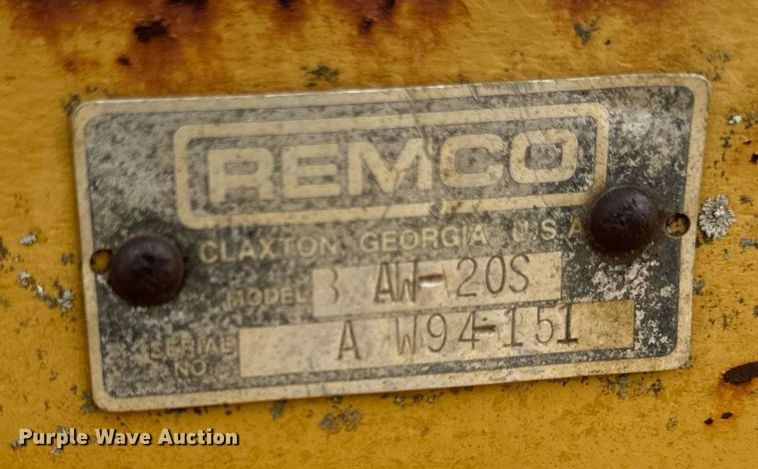 REMCO
CLAXTON GEORGIA U.S.A
MODEL 3 AW-20S
SERIAL NO. A W94-151
Purple Wave Auction